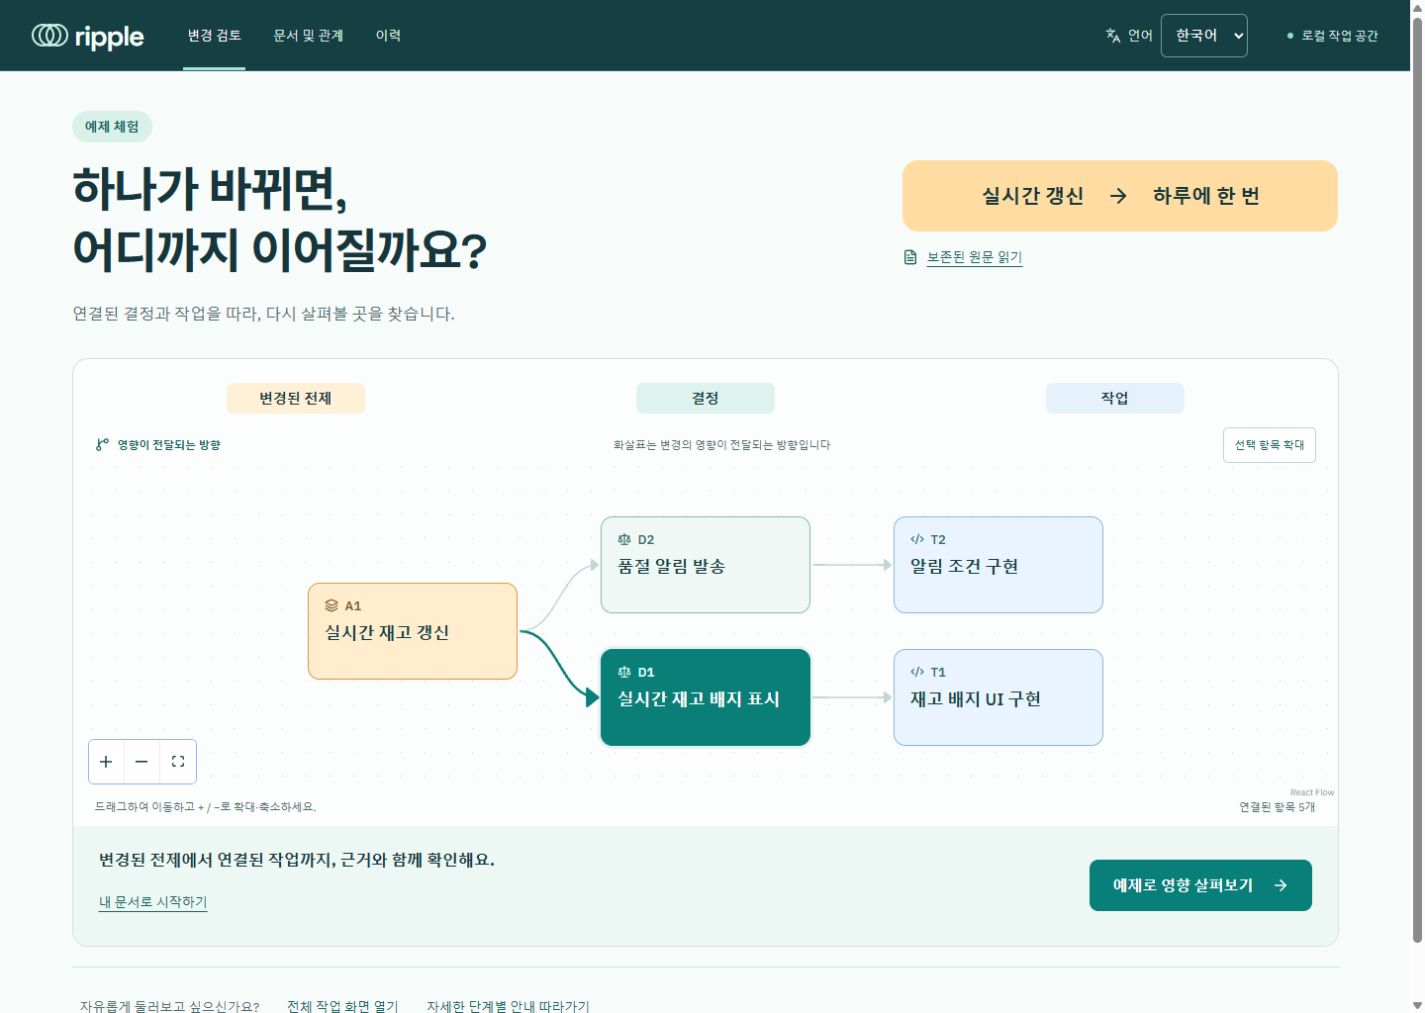 ripple
변경 검토
문서 및 관계
이력
언어
한국어
로컬 작업 공간
예제 체험
하나가 바뀌면,
어디까지 이어질까요?
연결된 결정과 작업을 따라, 다시 살펴볼 곳을 찾습니다.
실시간 갱신 → 하루에 한 번
보존된 원문 읽기
변경된 전제
결정
작업
영향이 전달되는 방향
화살표는 변경의 영향이 전달되는 방향입니다
선택 항목 확대
D2
품절 알림 발송
T2
알림 조건 구현
A1
실시간 재고 갱신
D1
실시간 재고 배지 표시
T1
재고 배지 UI 구현
드래그하여 이동하고 + / −로 확대·축소하세요.
React Flow
연결된 항목 5개
변경된 전제에서 연결된 작업까지, 근거와 함께 확인해요.
내 문서로 시작하기
예제로 영향 살펴보기 →
자유롭게 둘러보고 싶으신가요?
전체 작업 화면 열기
자세한 단계별 안내 따라가기